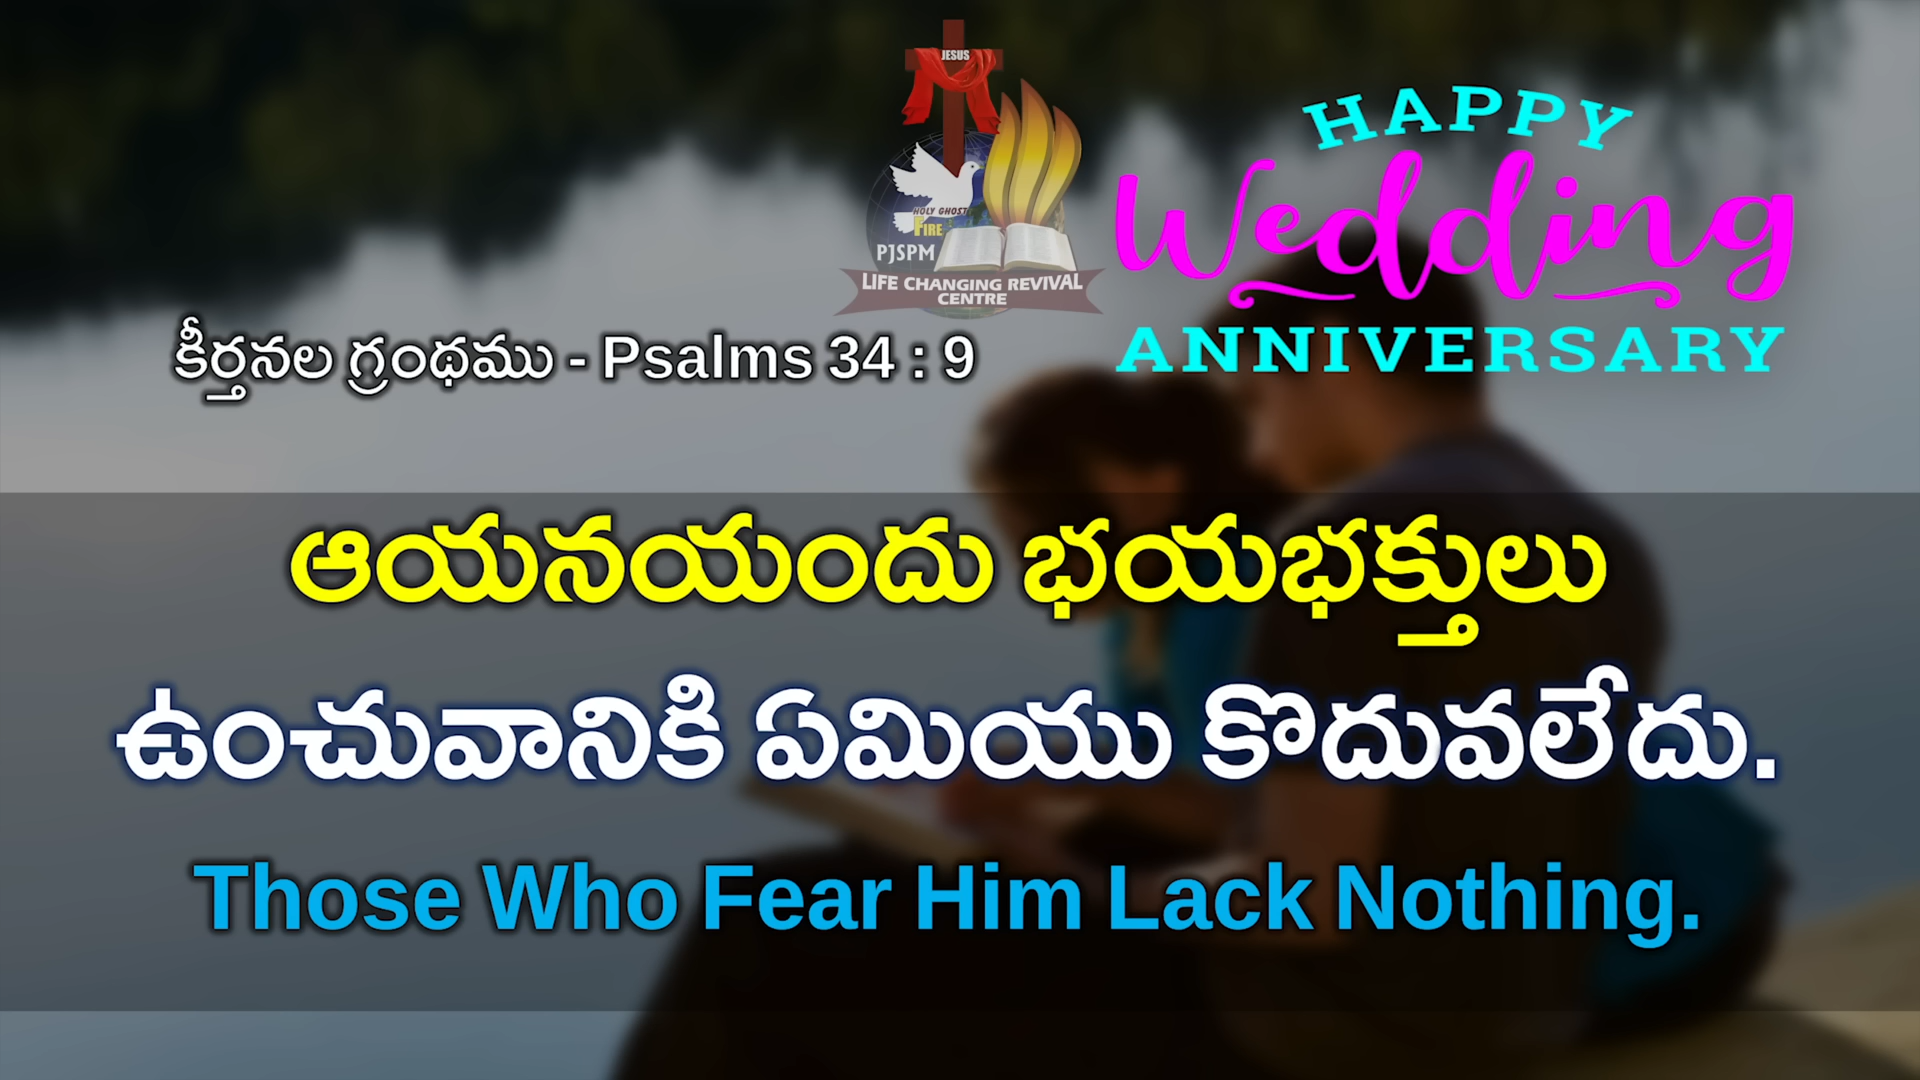 JESUS
HOLY GHOST
FIRE
PJSPM
LIFE CHANGING REVIVAL
CENTRE
HAPPY
Wedding
ANNIVERSARY
కీర్తనల గ్రంథము - Psalms 34 : 9
ఆయనయందు భయభక్తులు
ఉంచువానికి ఏమియు కొదువలేదు.
Those Who Fear Him Lack Nothing.